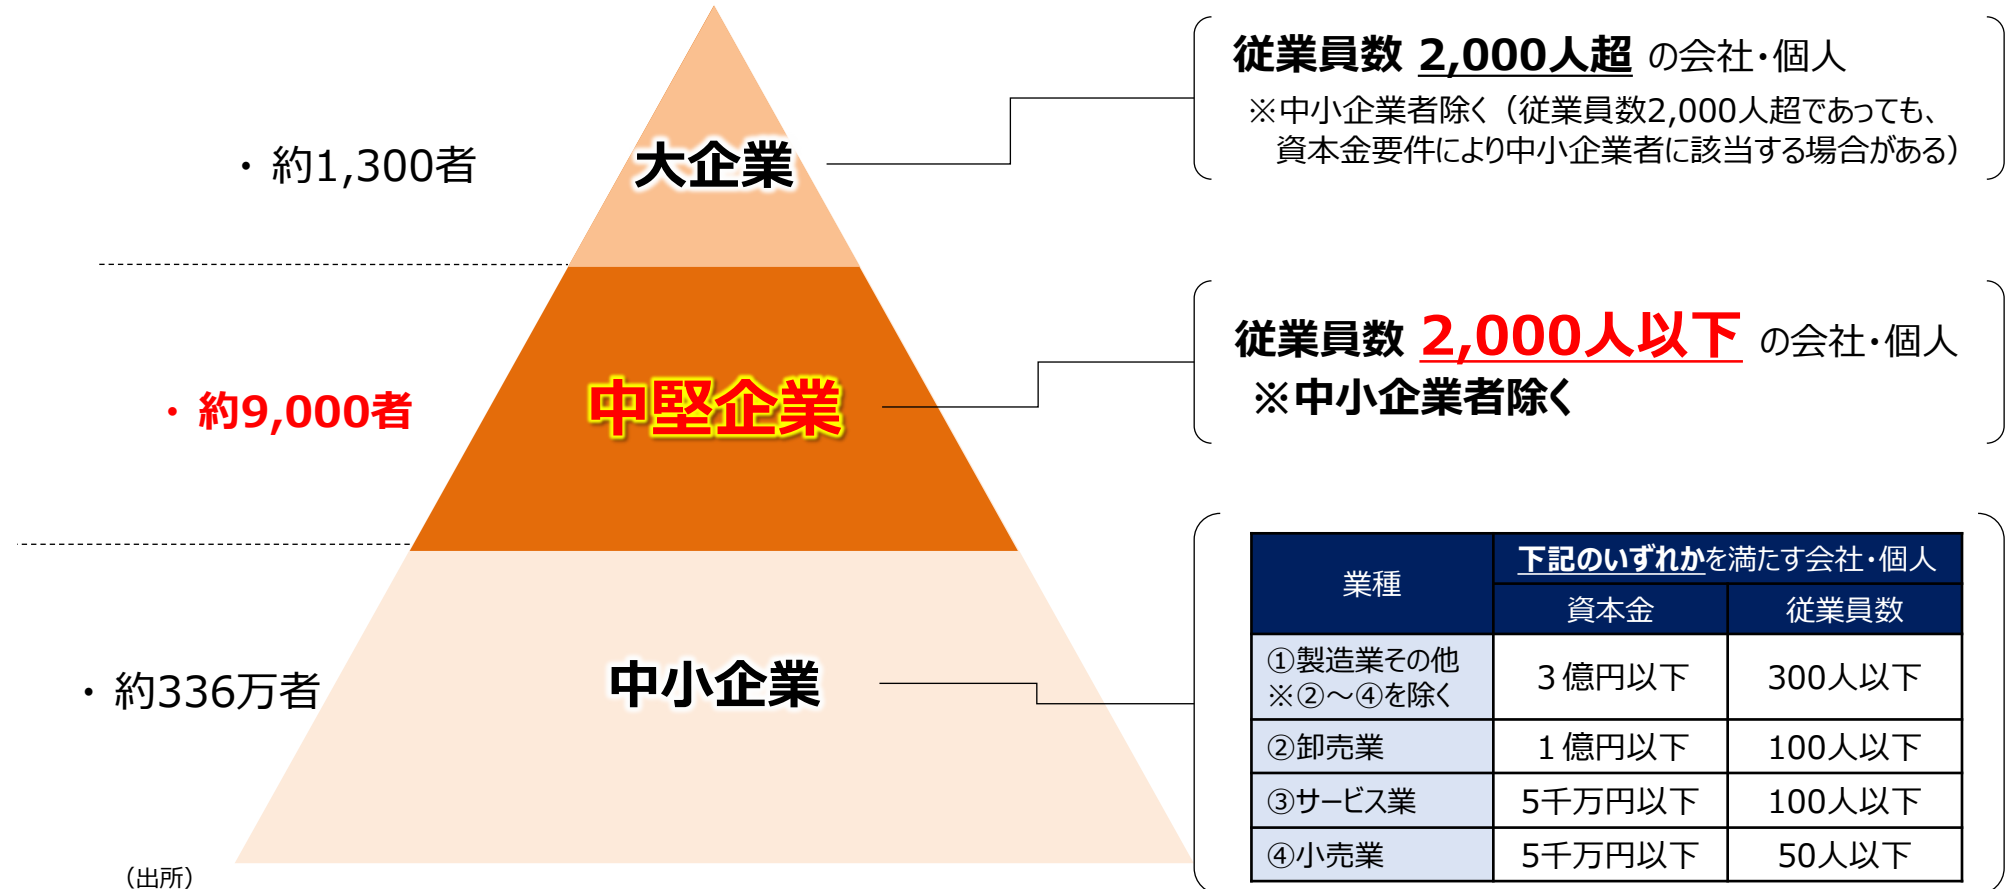 ・ 約1,300者
大企業
従業員数 2,000人超 の会社・個人
※中小企業者除く（従業員数2,000人超であっても、
資本金要件により中小企業者に該当する場合がある）
・ 約9,000者
中堅企業
従業員数 2,000人以下 の会社・個人
※中小企業者除く
・ 約336万者
中小企業
業種
下記のいずれかを満たす会社・個人
資本金 従業員数
①製造業その他
※②～④を除く
３億円以下 300人以下
②卸売業 １億円以下 100人以下
③サービス業 5千万円以下 100人以下
④小売業 5千万円以下 50人以下
（出所）